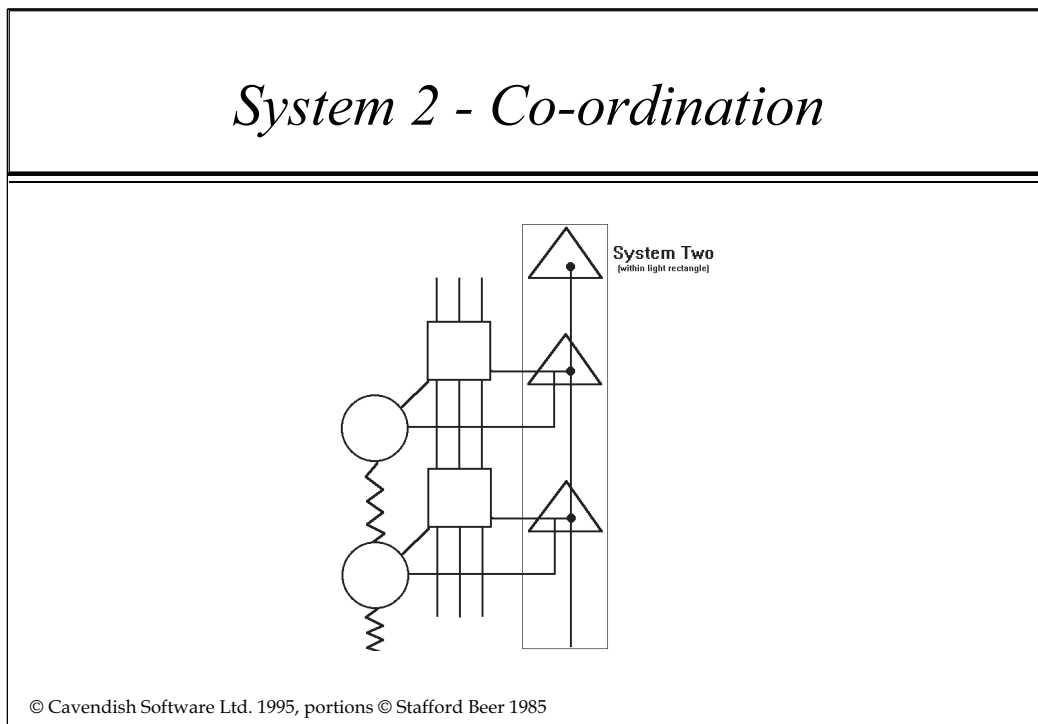 System 2 - Co-ordination
System Two
(within light rectangle)
© Cavendish Software Ltd. 1995, portions © Stafford Beer 1985